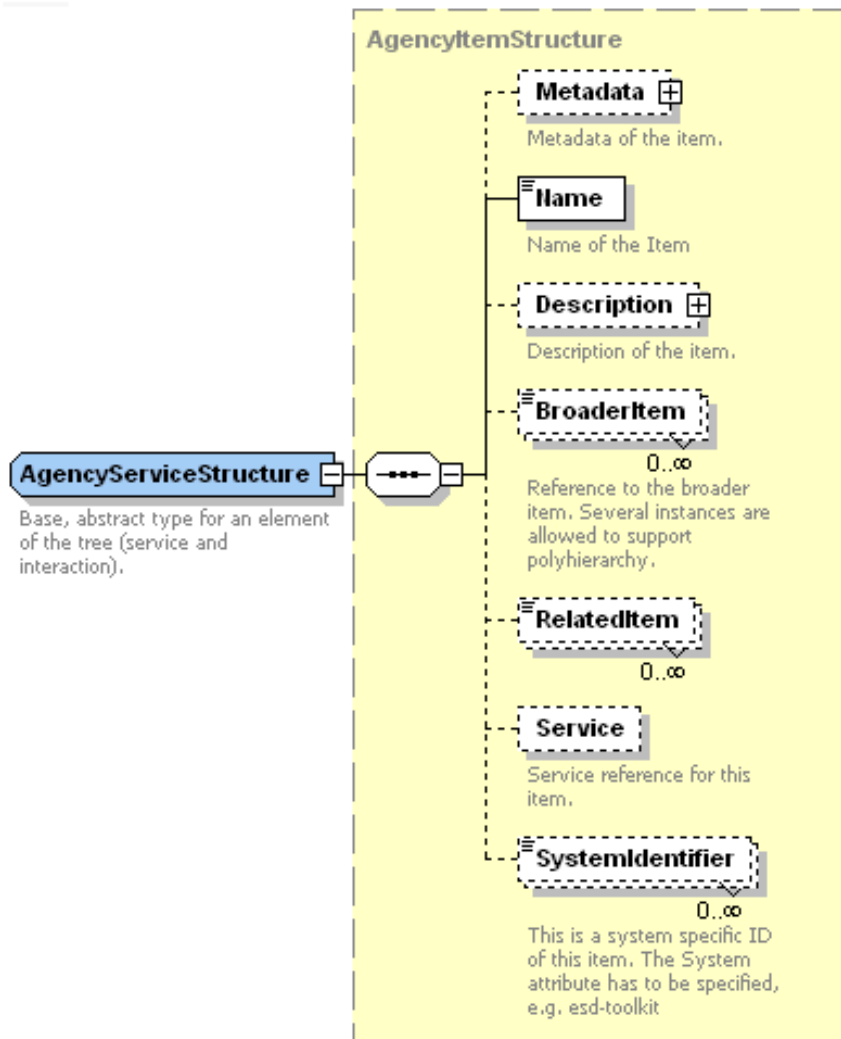 AgencyItemStructure
Metadata
Metadata of the item.
Name
Name of the Item
Description
Description of the item.
BroaderItem
0..∞
Reference to the broader
item. Several instances are
allowed to support
polyhierarchy.
AgencyServiceStructure
Base, abstract type for an element
of the tree (service and
interaction).
RelatedItem
0..∞
Service
Service reference for this
item.
SystemIdentifier
0..∞
This is a system specific ID
of this item. The System
attribute has to be specified,
e.g. esd-toolkit